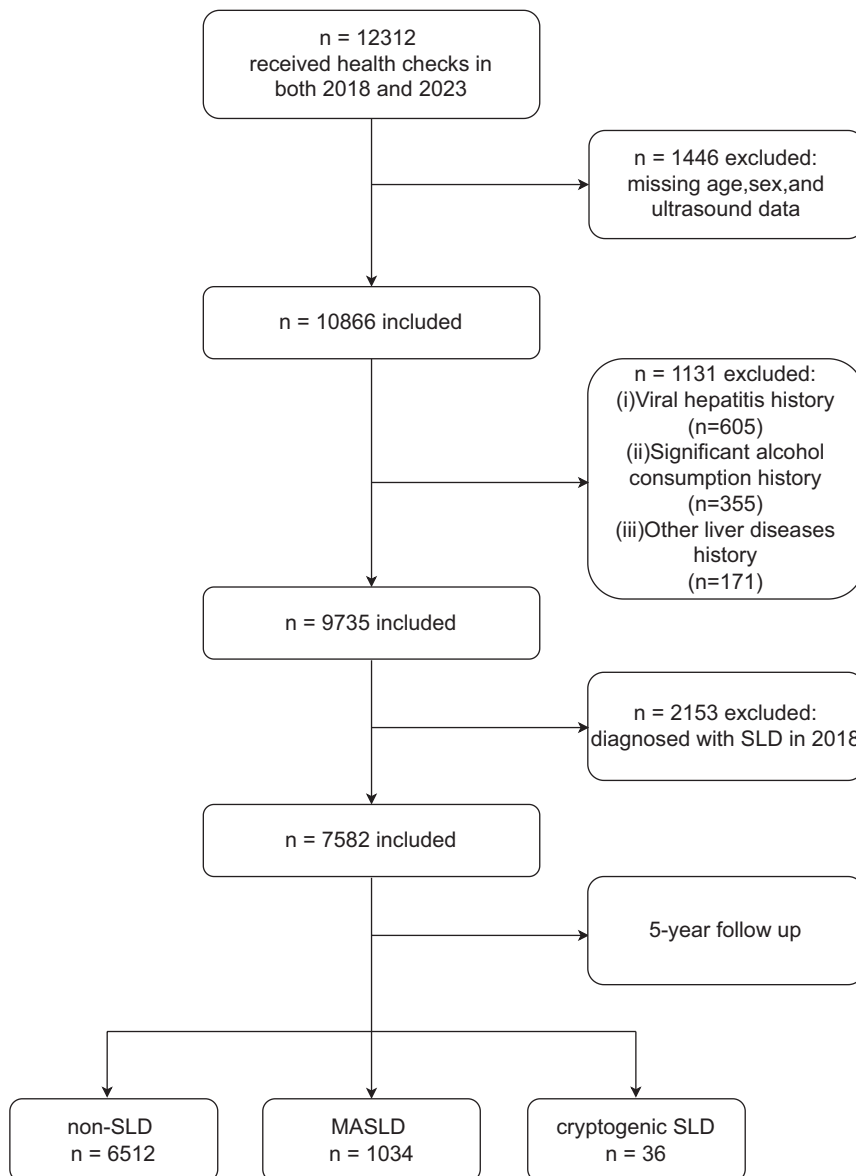 n = 12312
received health checks in
both 2018 and 2023
n = 1446 excluded:
missing age,sex,and
ultrasound data
n = 10866 included
n = 1131 excluded:
(i)Viral hepatitis history
(n=605)
(ii)Significant alcohol
consumption history
(n=355)
(iii)Other liver diseases
history
(n=171)
n = 9735 included
n = 2153 excluded:
diagnosed with SLD in 2018
n = 7582 included
5-year follow up
non-SLD
n = 6512
MASLD
n = 1034
cryptogenic SLD
n = 36